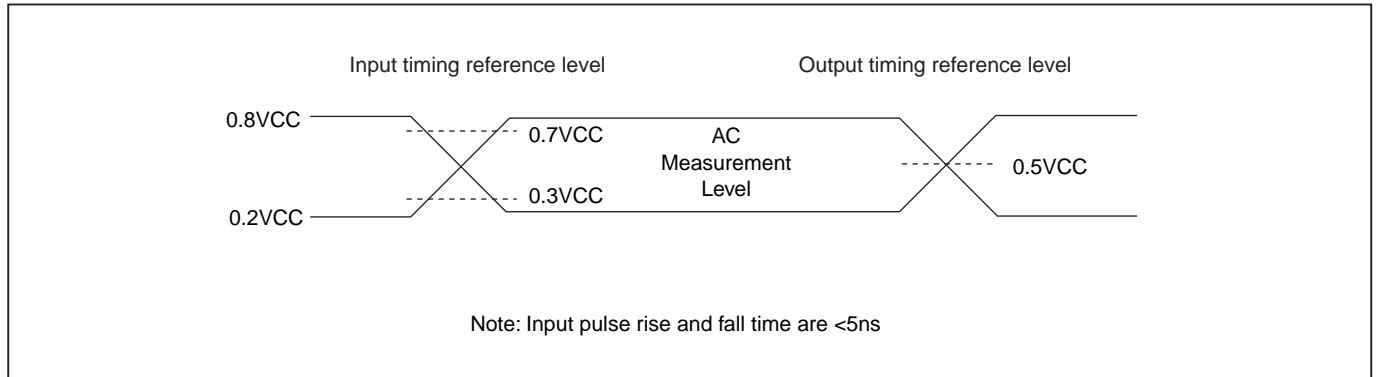 Input timing reference level
Output timing reference level
0.8VCC
0.7VCC
AC
Measurement
Level
0.5VCC
0.3VCC
0.2VCC
Note: Input pulse rise and fall time are <5ns